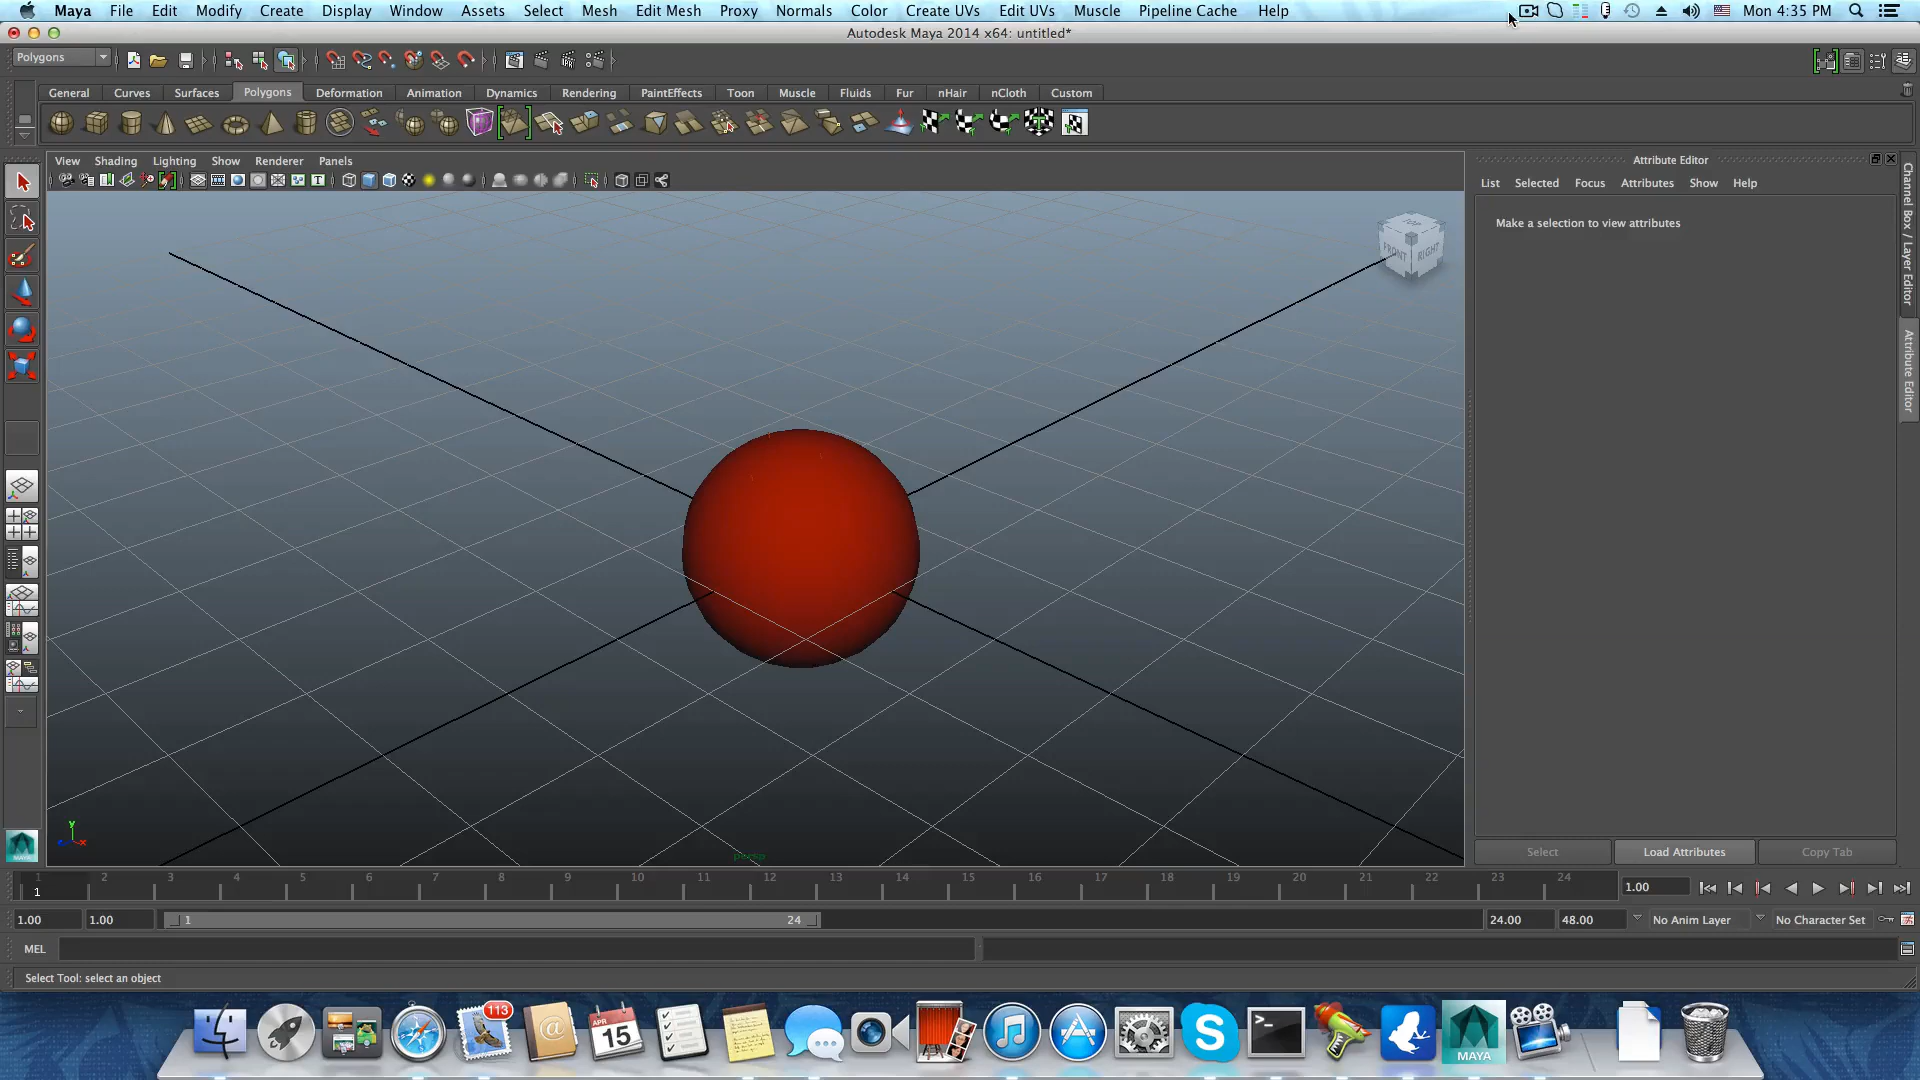 Maya File Edit Modify Create Display Window Assets Select Mesh Edit Mesh Proxy Normals Color Create UVs Edit UVs Muscle Pipeline Cache Help Mon 4:35 PM
Autodesk Maya 2014 x64: untitled*
Polygons
General Curves Surfaces Polygons Deformation Animation Dynamics Rendering PaintEffects Toon Muscle Fluids Fur nHair nCloth Custom
View Shading Lighting Show Renderer Panels
Attribute Editor
List Selected Focus Attributes Show Help
Make a selection to view attributes
FRONT RIGHT
Channel Box / Layer Editor
Attribute Editor
y
x
persp
MAYA
Select Load Attributes Copy Tab
1 2 3 4 5 6 7 8 9 10 11 12 13 14 15 16 17 18 19 20 21 22 23 24
1
1.00
1.00 1.00 1 24 24.00 48.00 No Anim Layer No Character Set
MEL
Select Tool: select an object
113
APR
15
MAYA